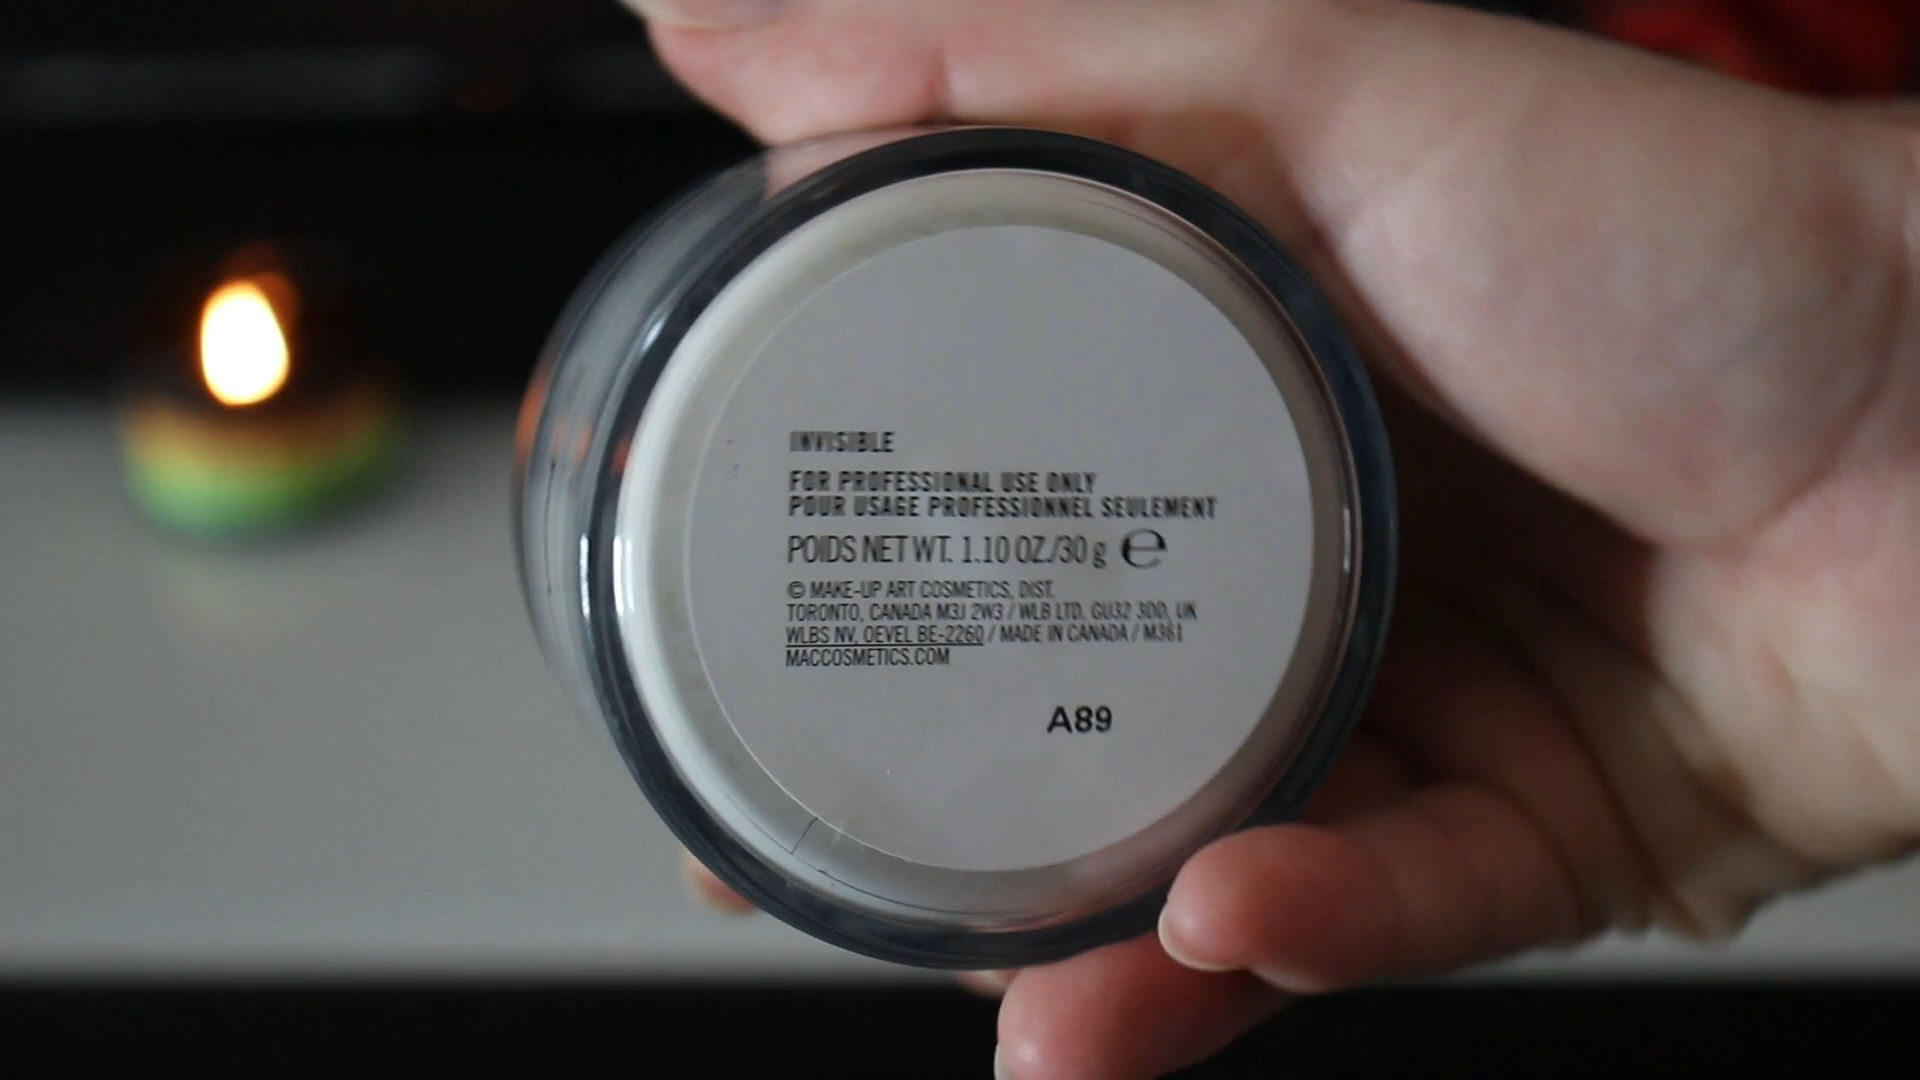 INVISIBLE
FOR PROFESSIONAL USE ONLY
POUR USAGE PROFESSIONNEL SEULEMENT
POIDS NET WT. 1.10 OZ./30 g ℮
© MAKE-UP ART COSMETICS, DIST.
TORONTO, CANADA M3J 2W3 / WLB LTD. GU32 3DD, UK
WLBS NV, OEVEL BE-2260 / MADE IN CANADA / M361
MACCOSMETICS.COM
A89